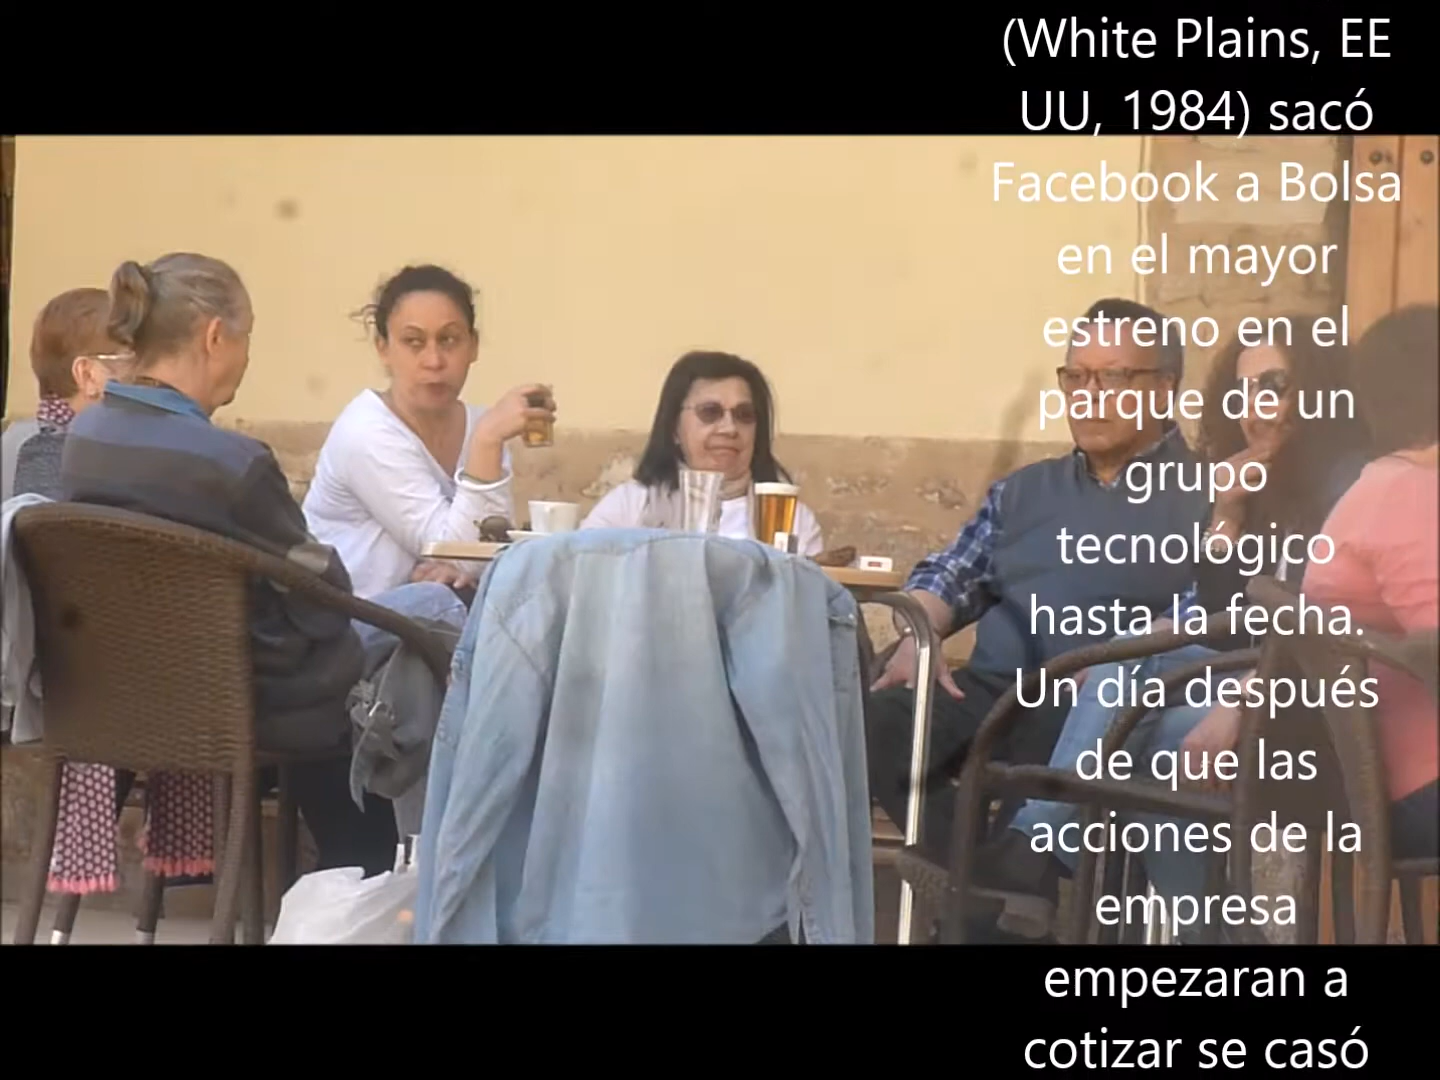 (White Plains, EE
UU, 1984) sacó
Facebook a Bolsa
en el mayor
estreno en el
parque de un
grupo
tecnológico
hasta la fecha.
Un día después
de que las
acciones de la
empresa
empezaran a
cotizar se casó